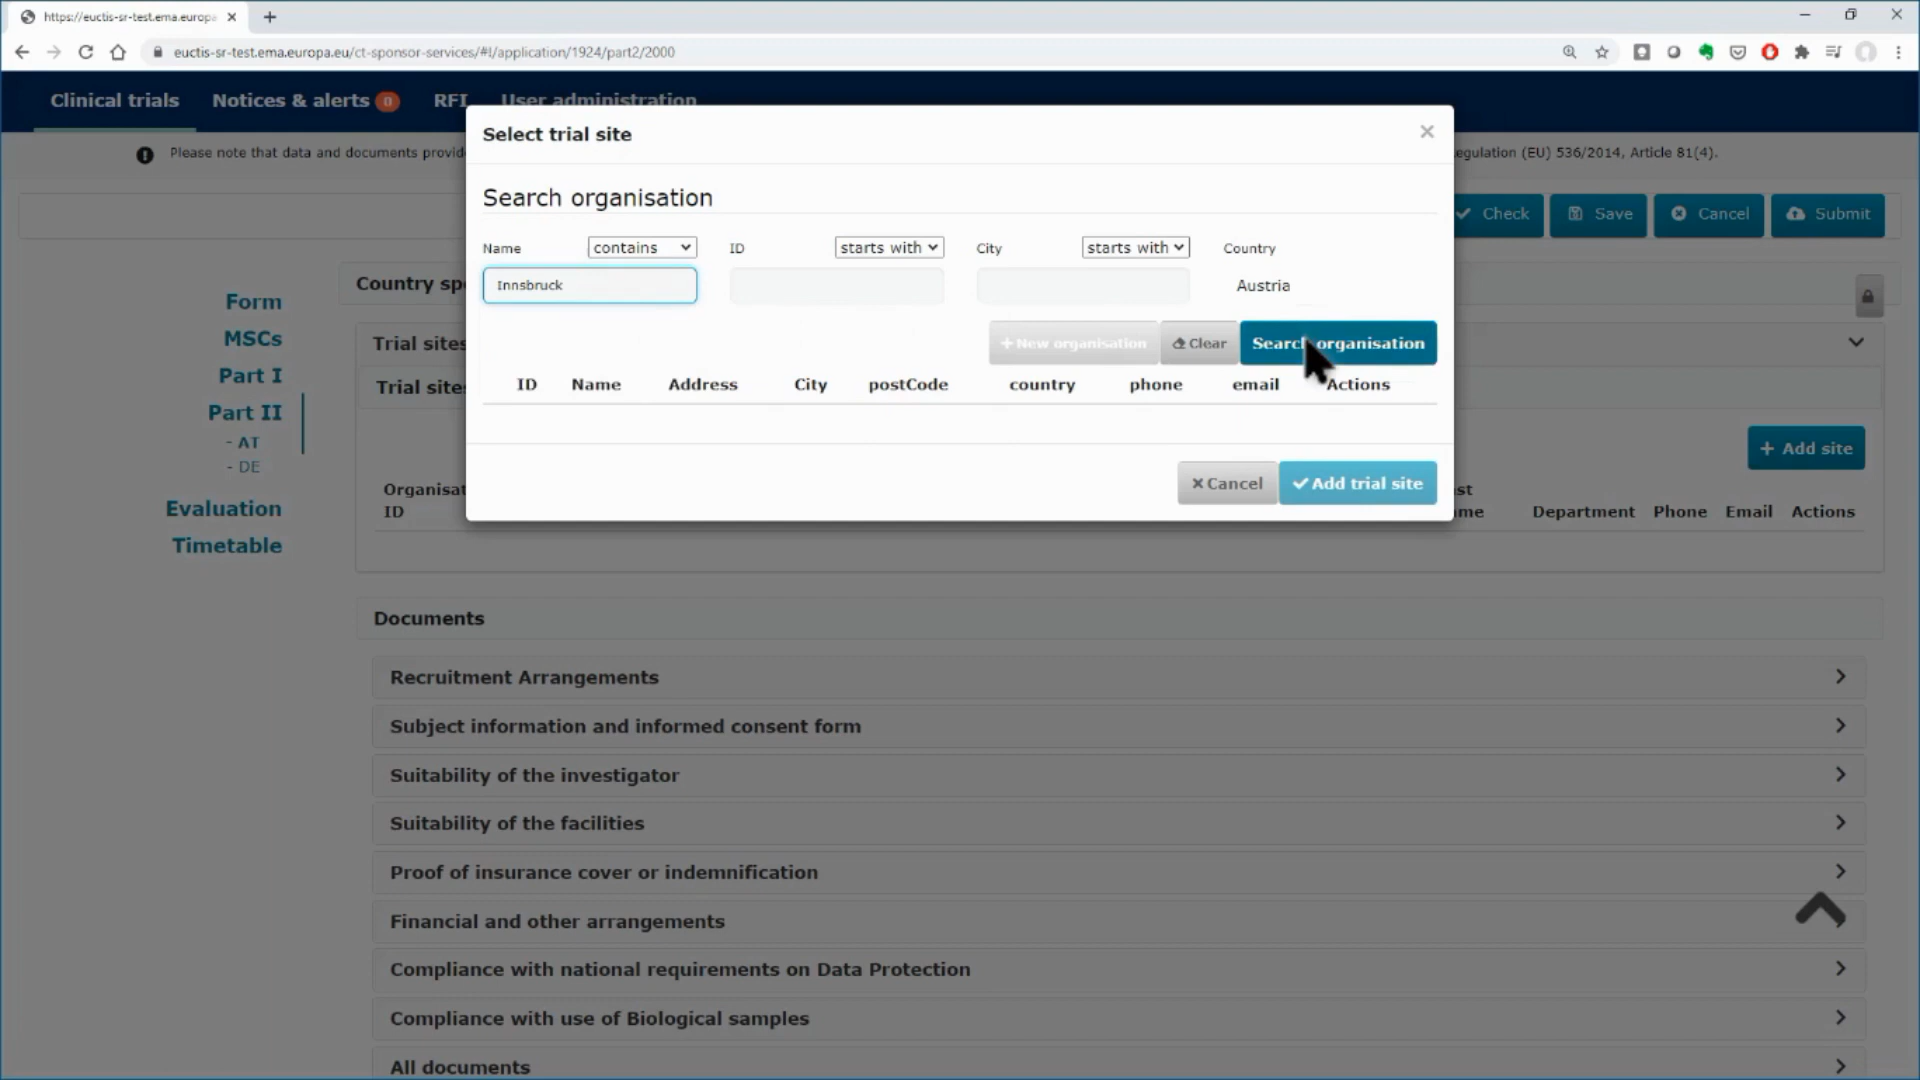 https://euctis-sr-test.ema.europa
euctis-sr-test.ema.europa.eu/ct-sponsor-services/#/application/1924/part2/2000
Clinical trials Notices & alerts 0 RFI User administration
Please note that data and documents provid
egulation (EU) 536/2014, Article 81(4).
Select trial site
Search organisation
Name contains ID starts with City starts with Country
Innsbruck Austria
+ New organisation Clear Search organisation
ID Name Address City postCode country phone email Actions
Cancel Add trial site
Check Save Cancel Submit
Form
MSCs
Part I
Part II
- AT
- DE
Evaluation
Timetable
Country sp
Trial sites
Trial sites
+ Add site
Organisat
ID
st
me Department Phone Email Actions
Documents
Recruitment Arrangements
Subject information and informed consent form
Suitability of the investigator
Suitability of the facilities
Proof of insurance cover or indemnification
Financial and other arrangements
Compliance with national requirements on Data Protection
Compliance with use of Biological samples
All documents